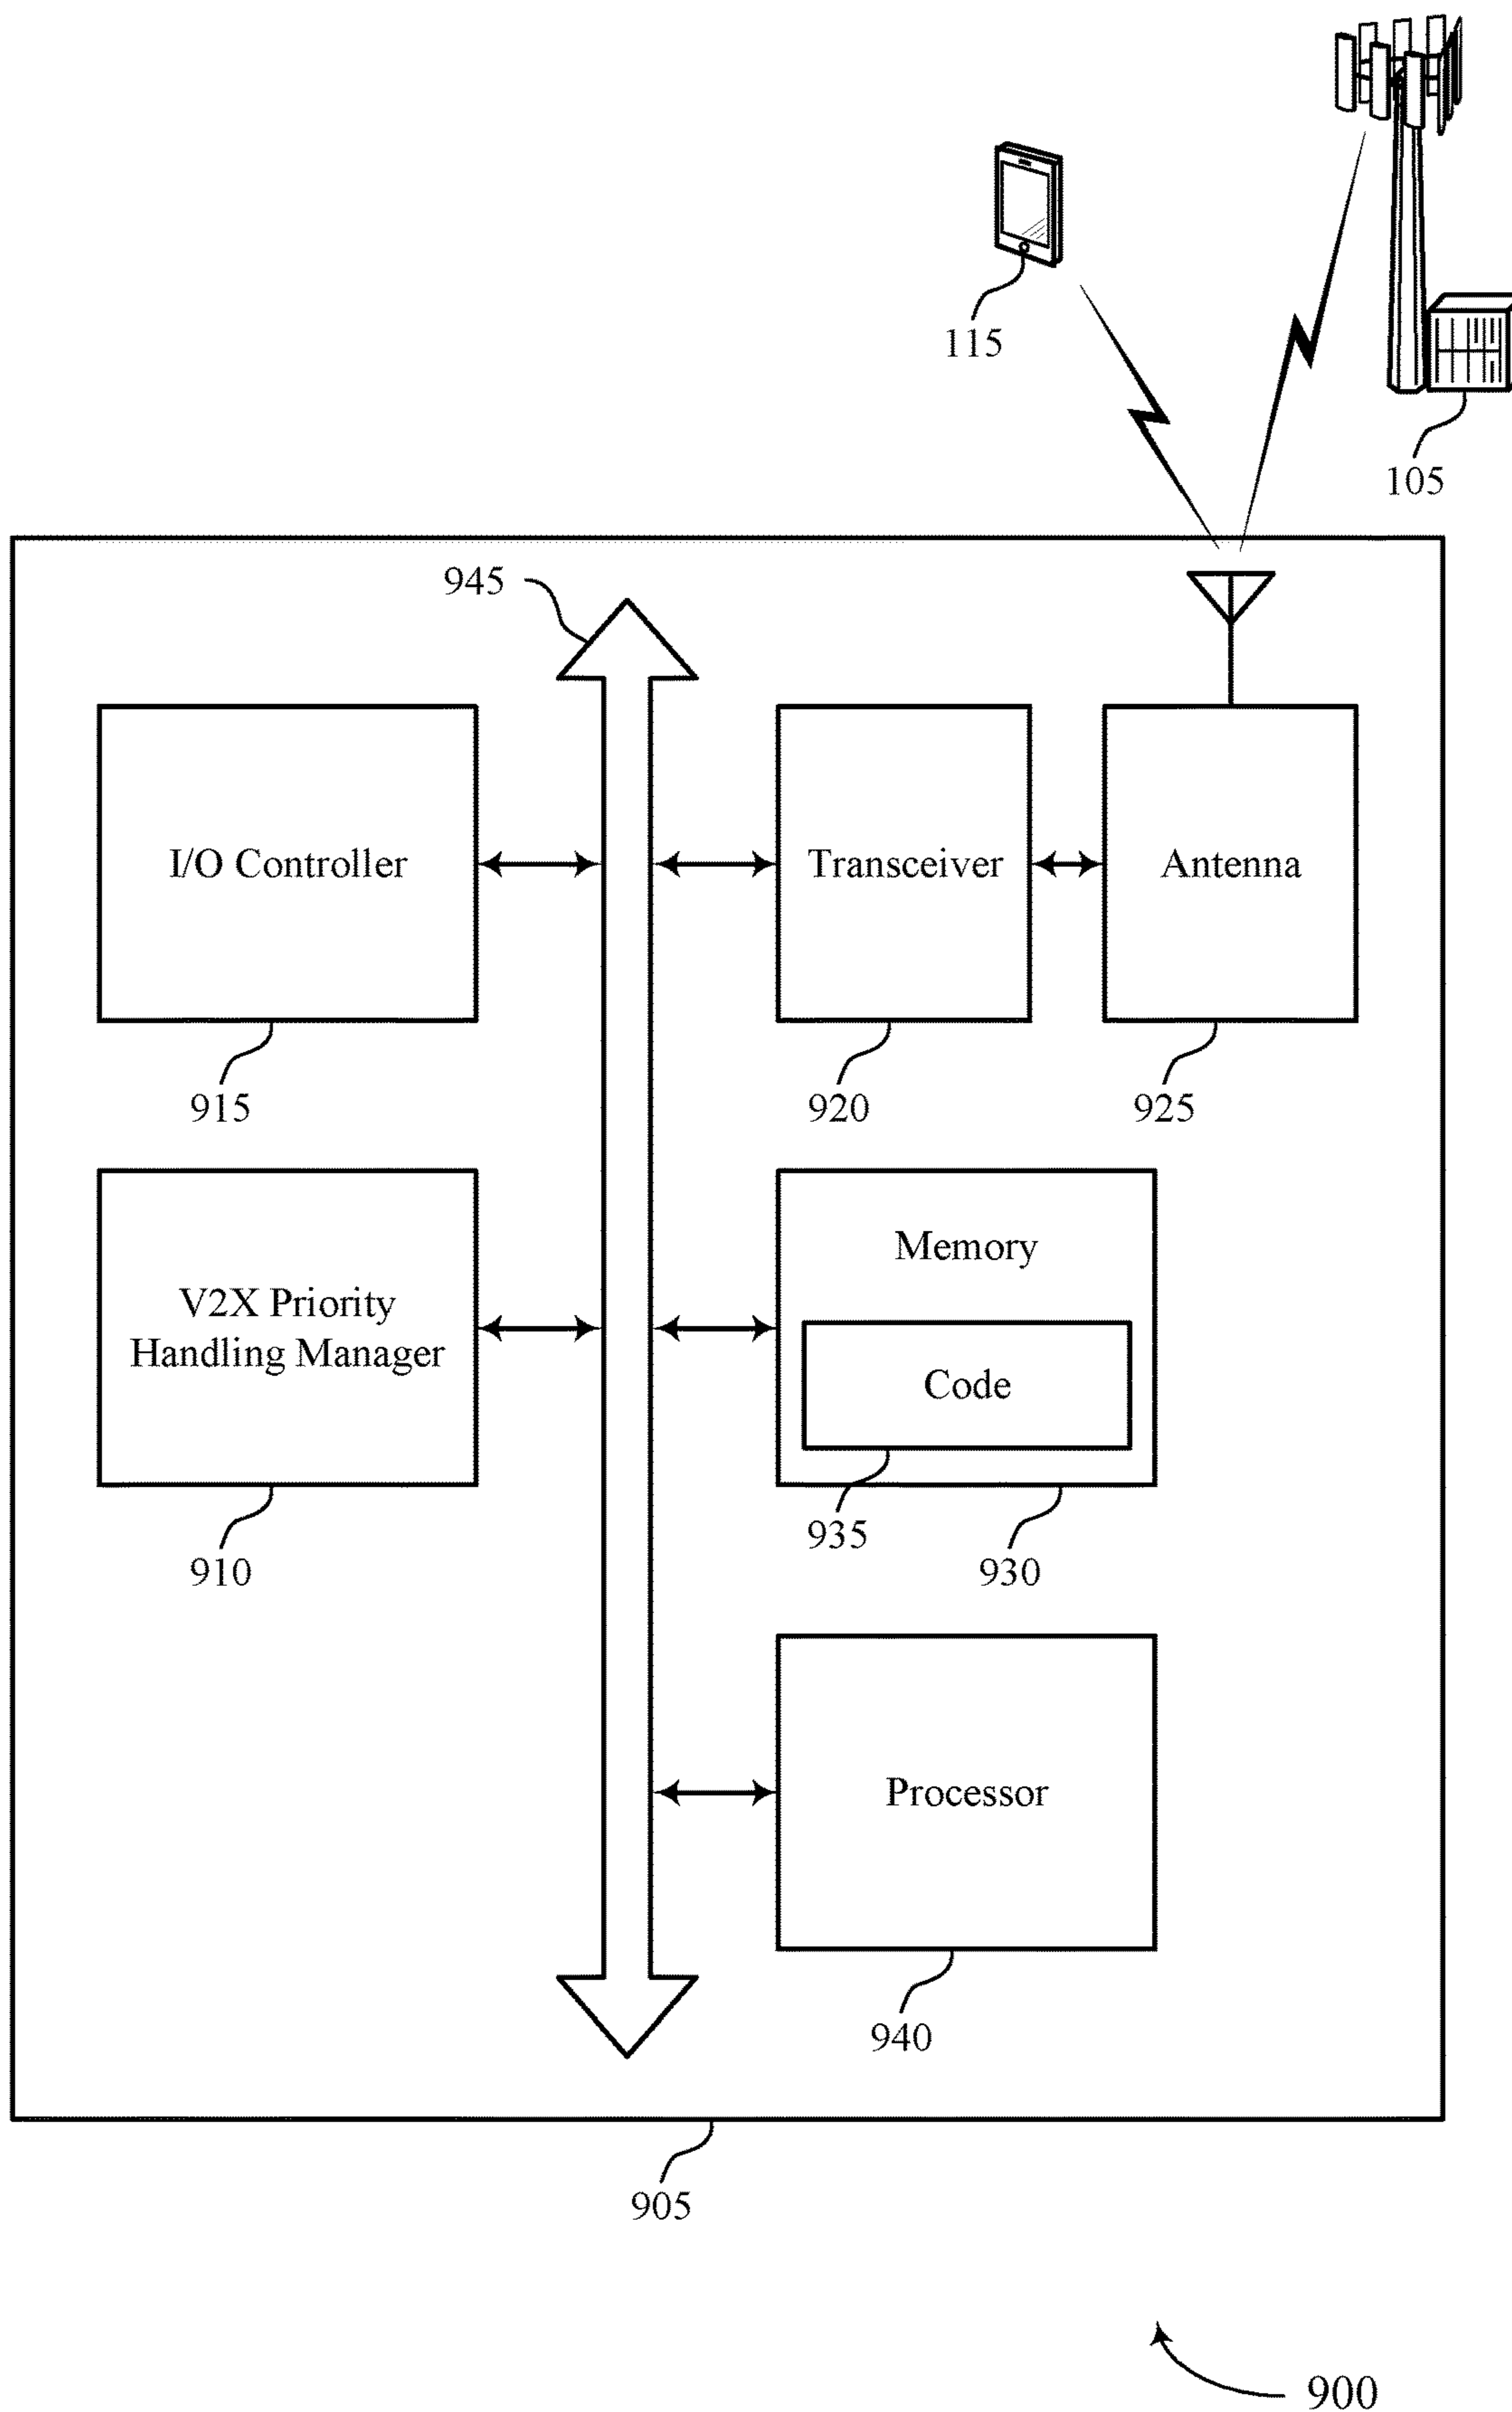 115
105
945
I/O Controller
Transceiver
Antenna
915
920
925
V2X Priority
Handling Manager
Memory
Code
935
910
930
Processor
940
905
900